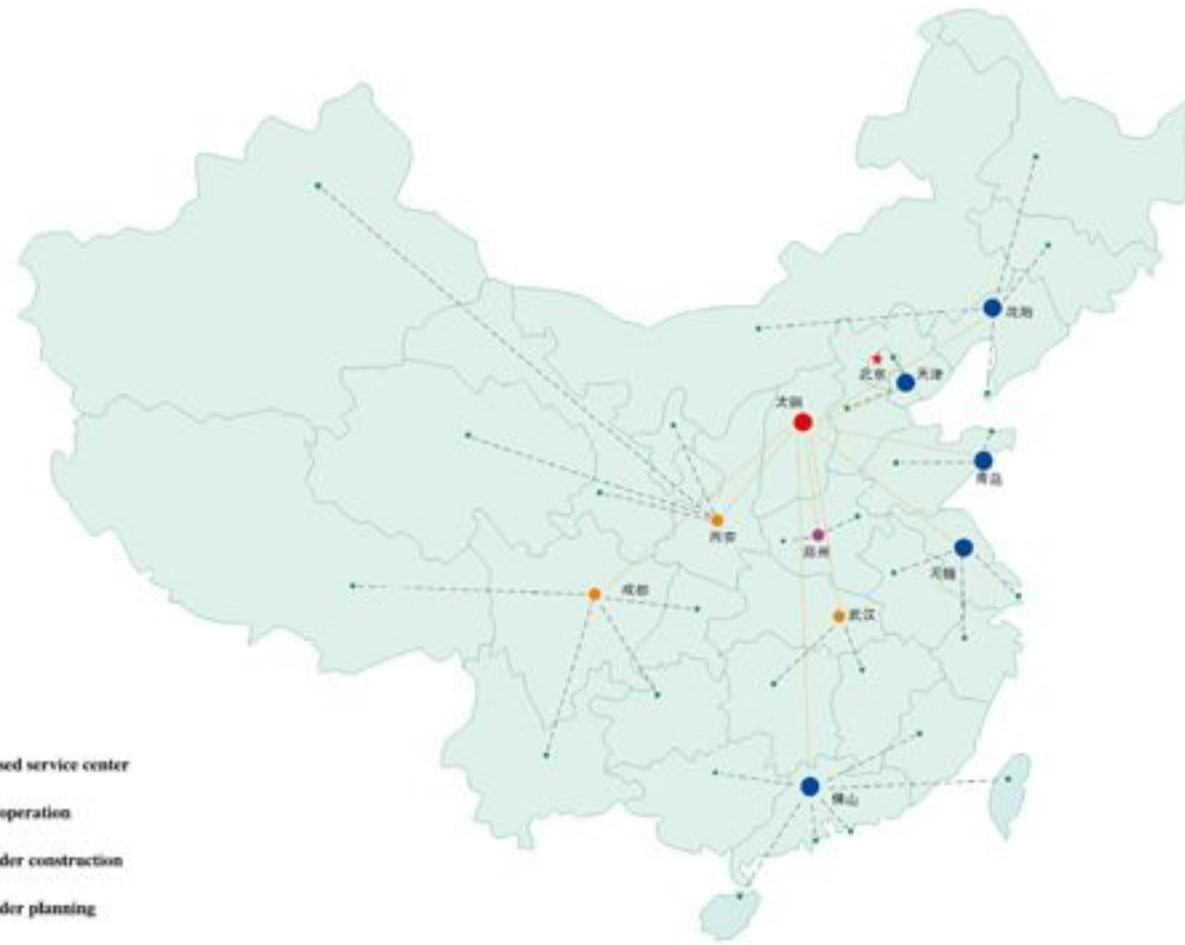 沈阳
北京
天津
太钢
青岛
西安
郑州
无锡
成都
武汉
佛山
sed service center
operation
der construction
der planning